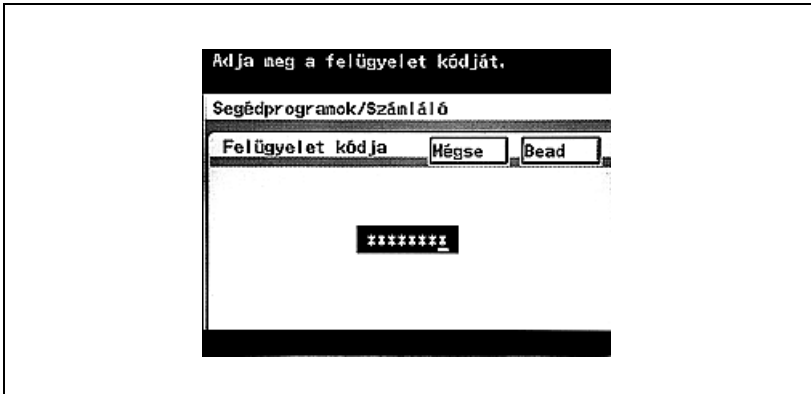 Adja meg a felügyelet kódját.
Segédprogramok/Számláló
Felügyelet kódja Mégse Bead
********